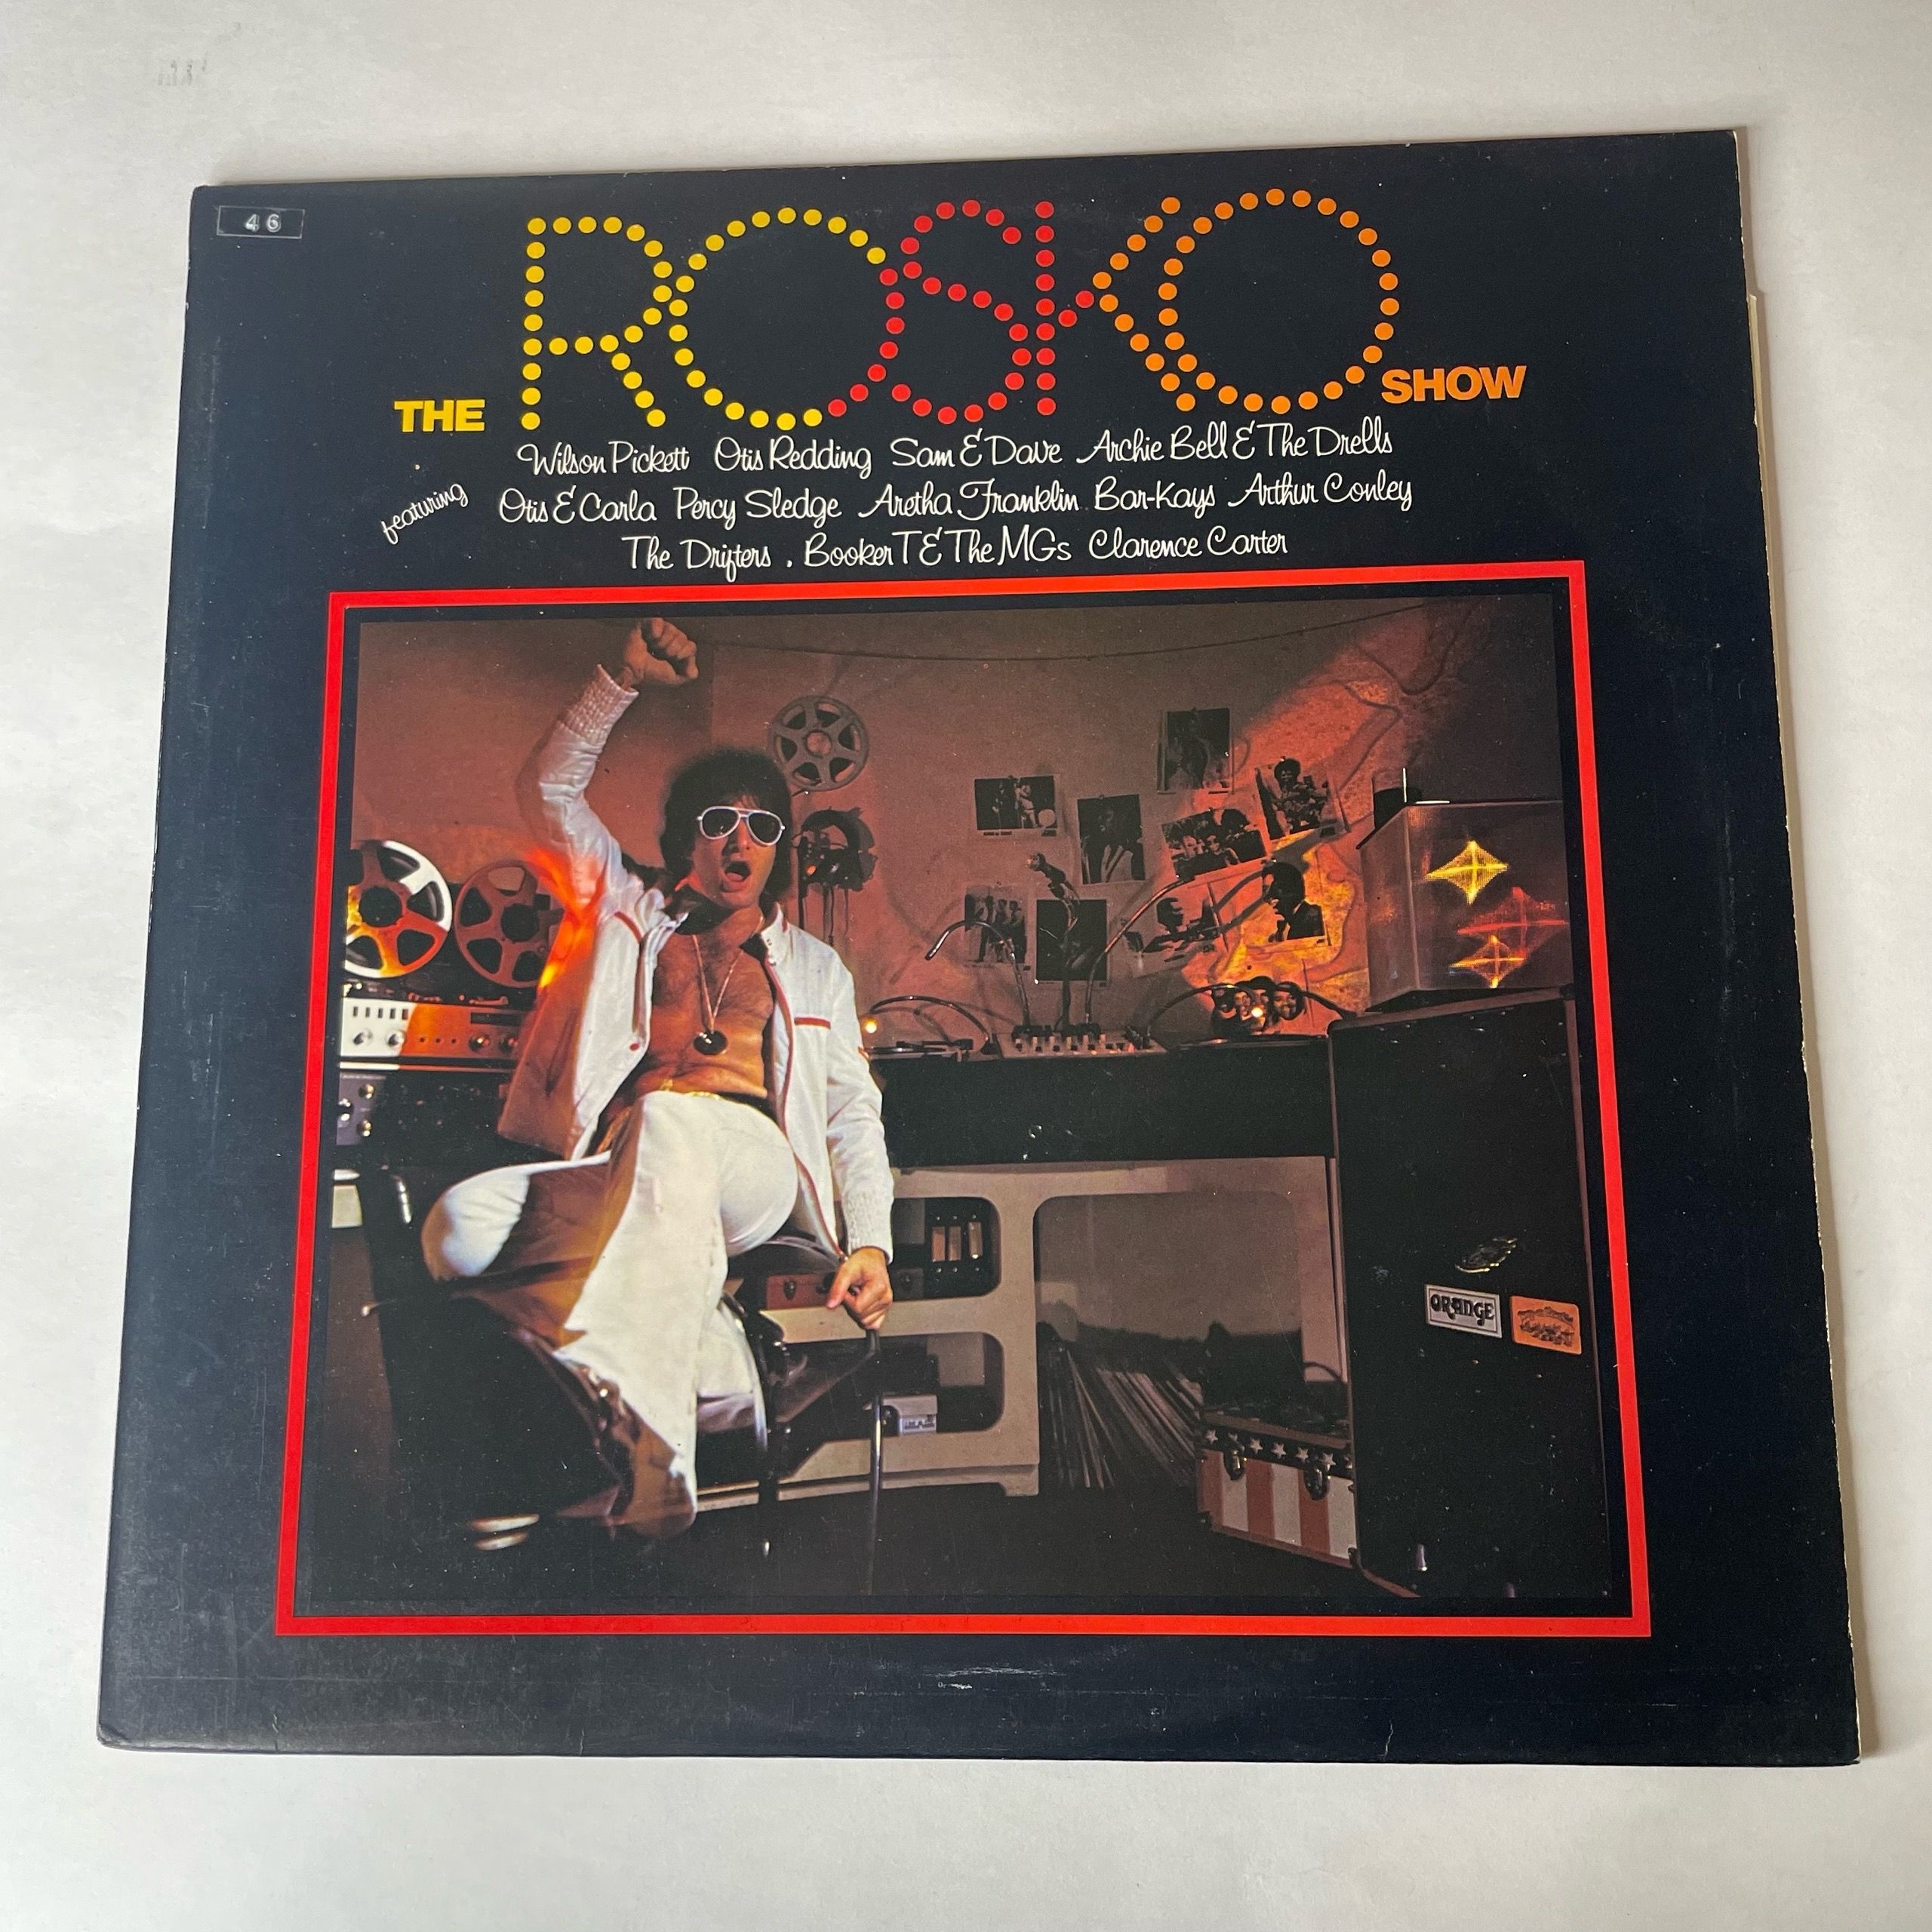 46
THE ROSKO SHOW
Wilson Pickett Otis Redding Sam & Dave Archie Bell & The Drells
featuring Otis & Carla Percy Sledge Aretha Franklin Bar-Kays Arthur Conley
The Drifters . Booker T & The MGs Clarence Carter
ORANGE